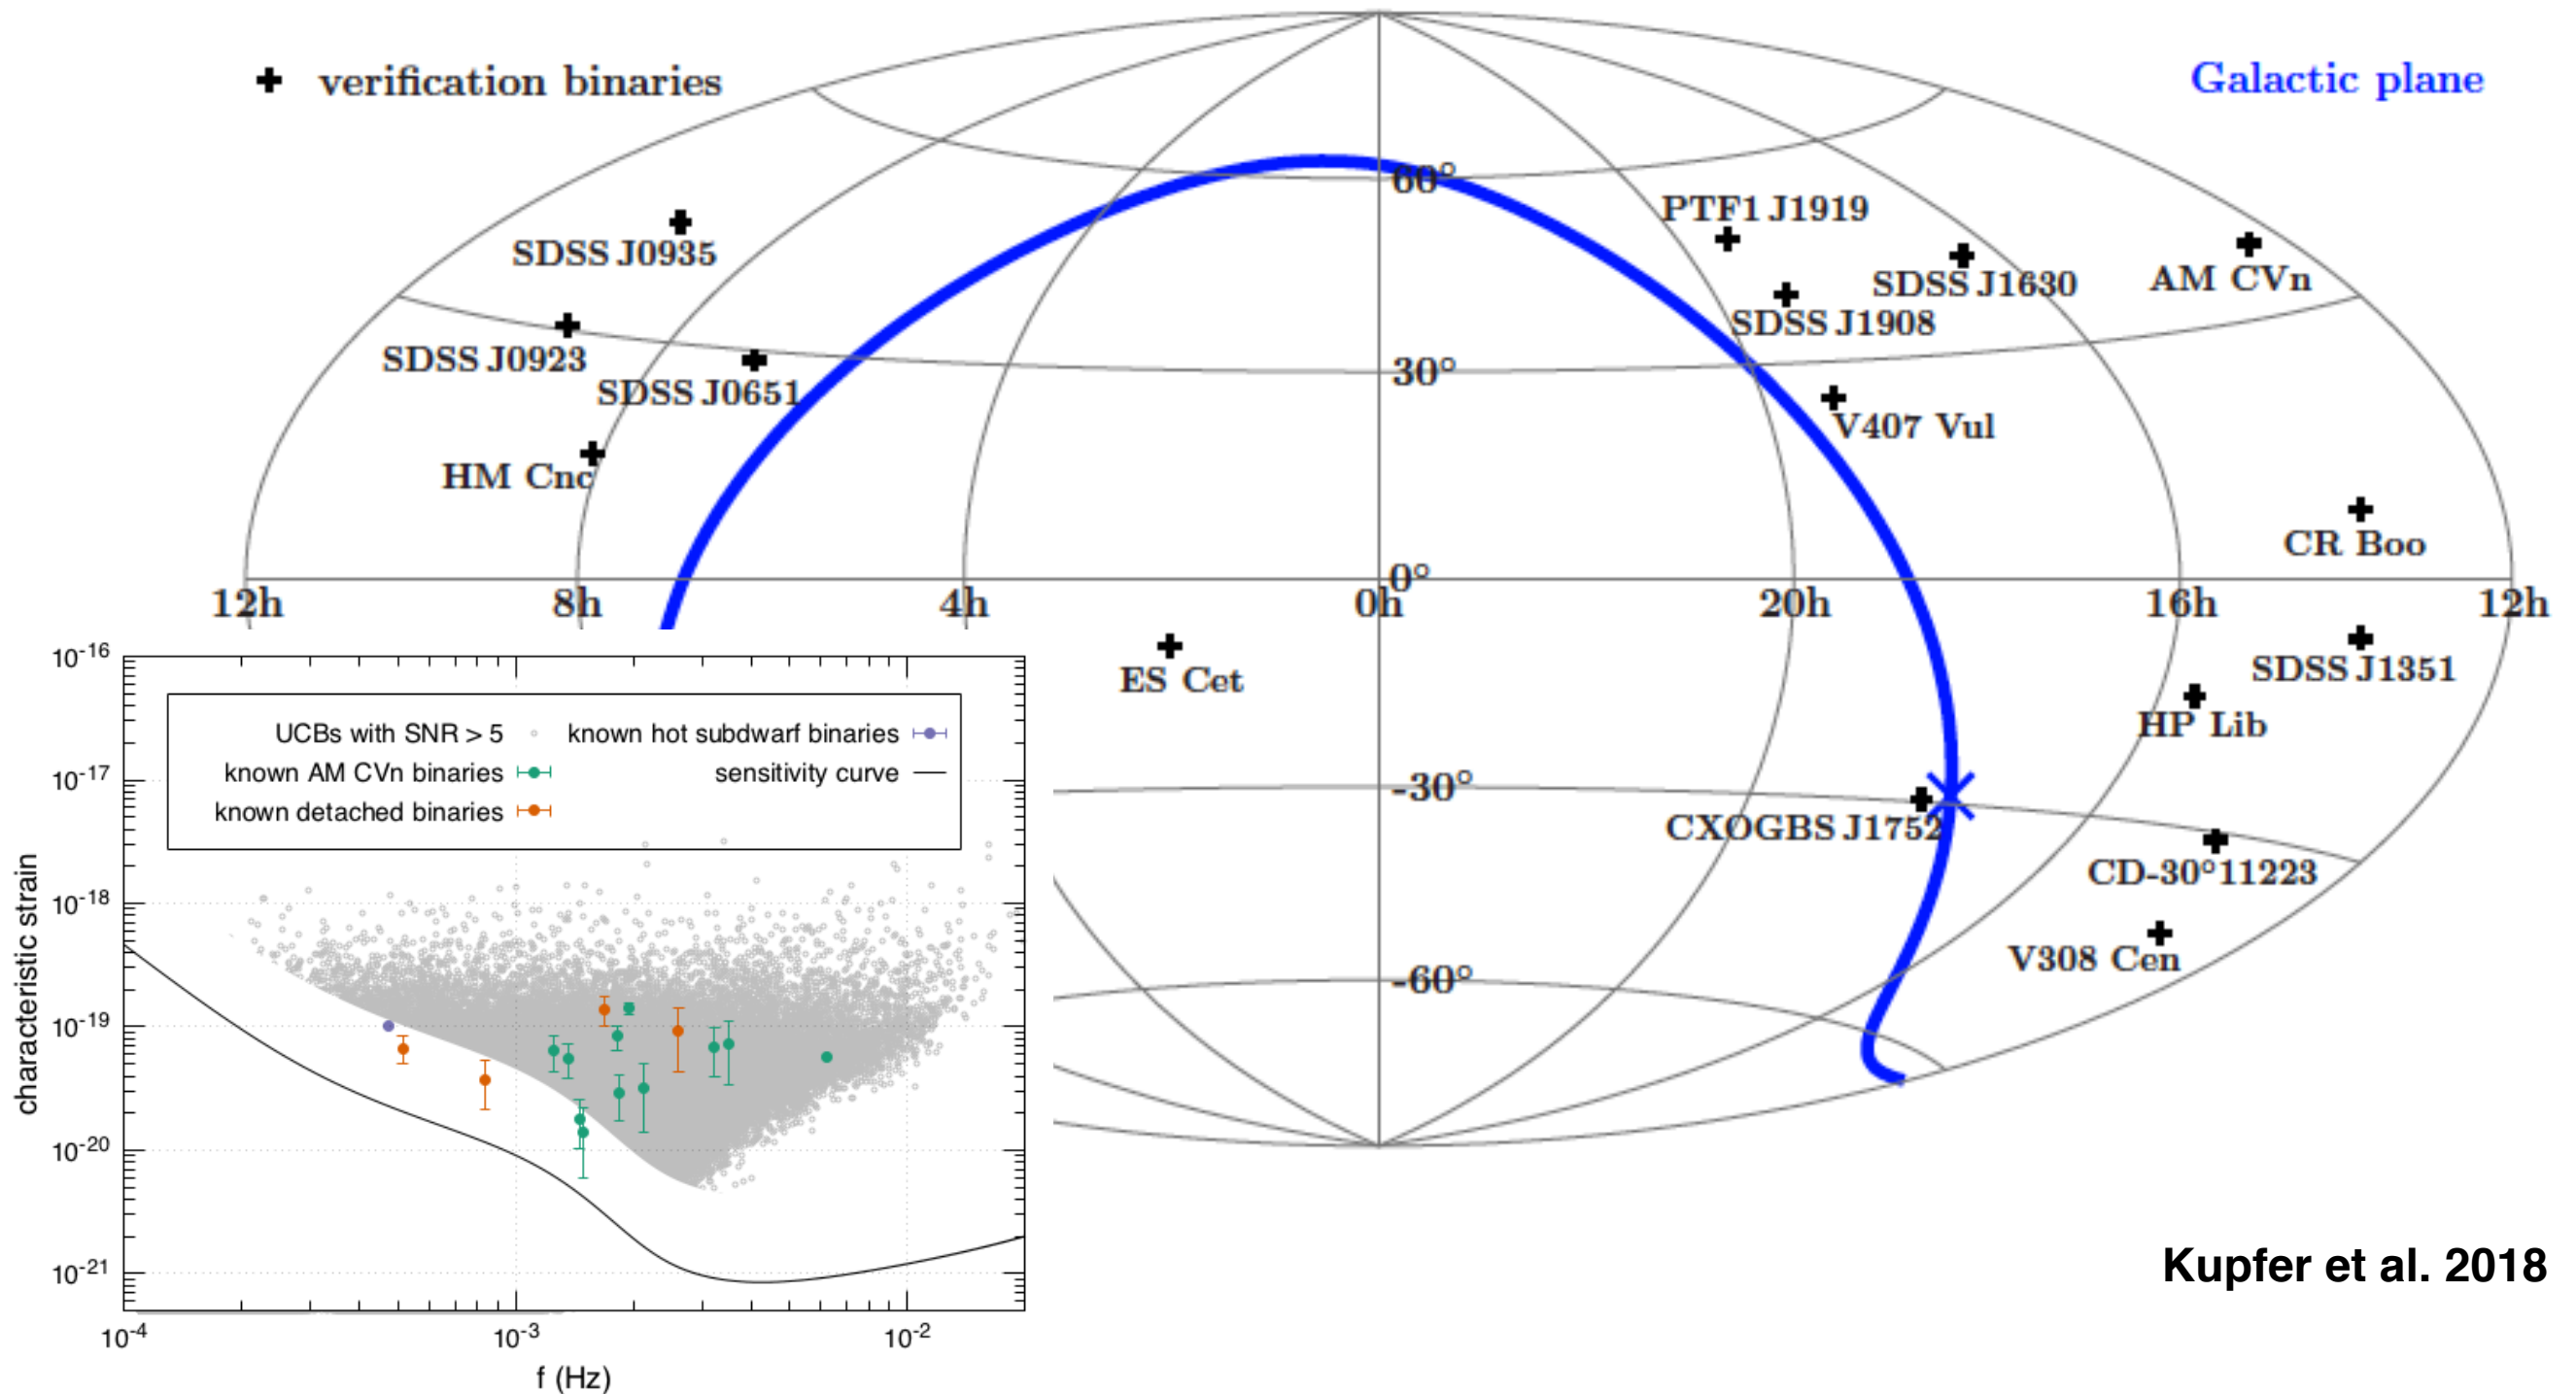 verification binaries
Galactic plane
60°
PTF1 J1919
SDSS J0935
SDSS J1630
AM CVn
SDSS J1908
SDSS J0923
SDSS J0651
30°
V407 Vul
HM Cnc
CR Boo
0°
12h 8h 4h 0h 20h 16h 12h
ES Cet
SDSS J1351
HP Lib
-30°
CXOGBS J1752
CD-30°11223
V308 Cen
-60°
Kupfer et al. 2018
10-16
10-17
10-18
10-19
10-20
10-21
characteristic strain
UCBs with SNR > 5
known AM CVn binaries
known detached binaries
known hot subdwarf binaries
sensitivity curve
10-4 10-3 10-2
f (Hz)